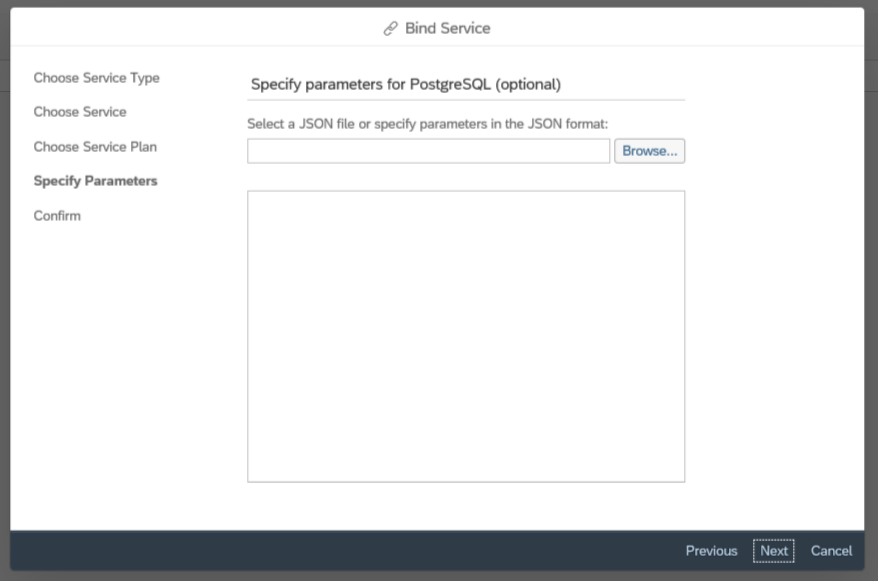 Bind Service
Choose Service Type
Choose Service
Choose Service Plan
Specify Parameters
Confirm
Specify parameters for PostgreSQL (optional)
Select a JSON file or specify parameters in the JSON format:
Browse...
Previous Next Cancel